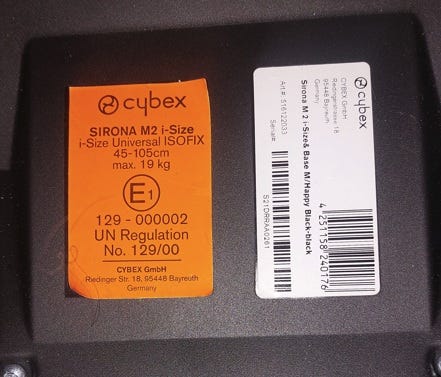 cybex
SIRONA M2 i-Size
i-Size Universal ISOFIX
45-105cm
max. 19 kg
E1
129 - 000002
UN Regulation
No. 129/00
CYBEX GmbH
Riedinger Str. 18, 95448 Bayreuth
Germany
cybex
CYBEX GmbH
Riedingerstrasse 18
95448 Bayreuth
Germany
Sirona M 2 i-Size& Base M/Happy Black-black
Art.#: 516122033
Serial#:
4 251158 240176